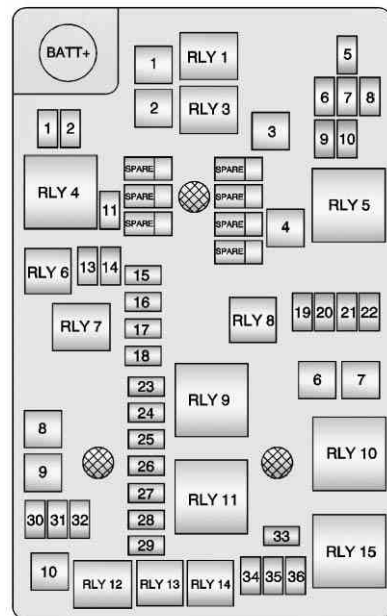 BATT+
1
RLY 1
5
2
RLY 3
6 7 8
1 2
3
9 10
RLY 4
SPARE
SPARE
SPARE
SPARE
SPARE
SPARE
SPARE
11
4
RLY 5
RLY 6
13 14
15
16
RLY 7
17
18
RLY 8
19 20 21 22
23
24
25
26
27
28
29
RLY 9
6
7
8
9
RLY 10
RLY 11
30 31 32
33
RLY 15
10
RLY 12
RLY 13
RLY 14
34 35 36